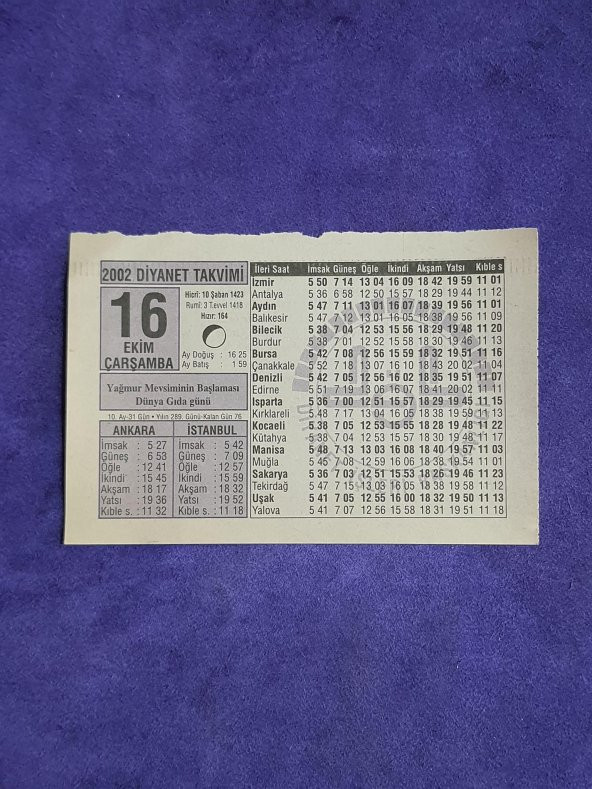 2002 DİYANET TAKVİMİ
16
EKİM
ÇARŞAMBA
Hicrî: 10 Şaban 1423
Rumî: 3 T.evvel 1418
Hızır: 164
Ay Doğuş : 16 25
Ay Batış : 1 59
Yağmur Mevsiminin Başlaması
Dünya Gıda günü
10. Ay-31 Gün • Yılın 289. Günü-Kalan Gün 76
ANKARA
İmsak : 5 27
Güneş : 6 53
Öğle : 12 41
İkindi : 15 45
Akşam : 18 17
Yatsı : 19 36
Kıble s. : 11 32
İSTANBUL
İmsak : 5 42
Güneş : 7 09
Öğle : 12 57
İkindi : 15 59
Akşam : 18 32
Yatsı : 19 52
Kıble s. : 11 18
İleri Saat İmsak Güneş Öğle İkindi Akşam Yatsı Kıble s
İzmir 5 50 7 14 13 04 16 09 18 42 19 59 11 01
Antalya 5 36 6 58 12 50 15 57 18 29 19 44 11 12
Aydın 5 47 7 11 13 01 16 07 18 39 19 56 11 01
Balıkesir 5 47 7 12 13 01 16 05 18 38 19 56 11 09
Bilecik 5 38 7 04 12 53 15 56 18 29 19 48 11 20
Burdur 5 38 7 01 12 52 15 58 18 31 19 47 11 11
Bursa 5 42 7 08 12 56 15 59 18 32 19 51 11 16
Çanakkale 5 52 7 18 13 06 16 10 18 43 20 02 11 04
Denizli 5 42 7 05 12 56 16 02 18 35 19 51 11 07
Edirne 5 51 7 19 13 06 16 07 18 41 20 02 11 11
Isparta 5 36 7 00 12 51 15 57 18 29 19 45 11 15
Kırklareli 5 48 7 17 13 04 16 05 18 38 19 59 11 13
Kocaeli 5 38 7 05 12 53 15 55 18 28 19 48 11 22
Kütahya 5 38 7 04 12 53 15 57 18 30 19 48 11 17
Manisa 5 48 7 13 13 03 16 08 18 40 19 57 11 03
Muğla 5 45 7 08 12 59 16 06 18 38 19 54 11 01
Sakarya 5 36 7 03 12 51 15 53 18 26 19 46 11 23
Tekirdağ 5 47 7 15 13 03 16 05 18 38 19 58 11 12
Uşak 5 41 7 05 12 55 16 00 18 32 19 50 11 13
Yalova 5 41 7 07 12 56 15 58 18 31 19 51 11 18